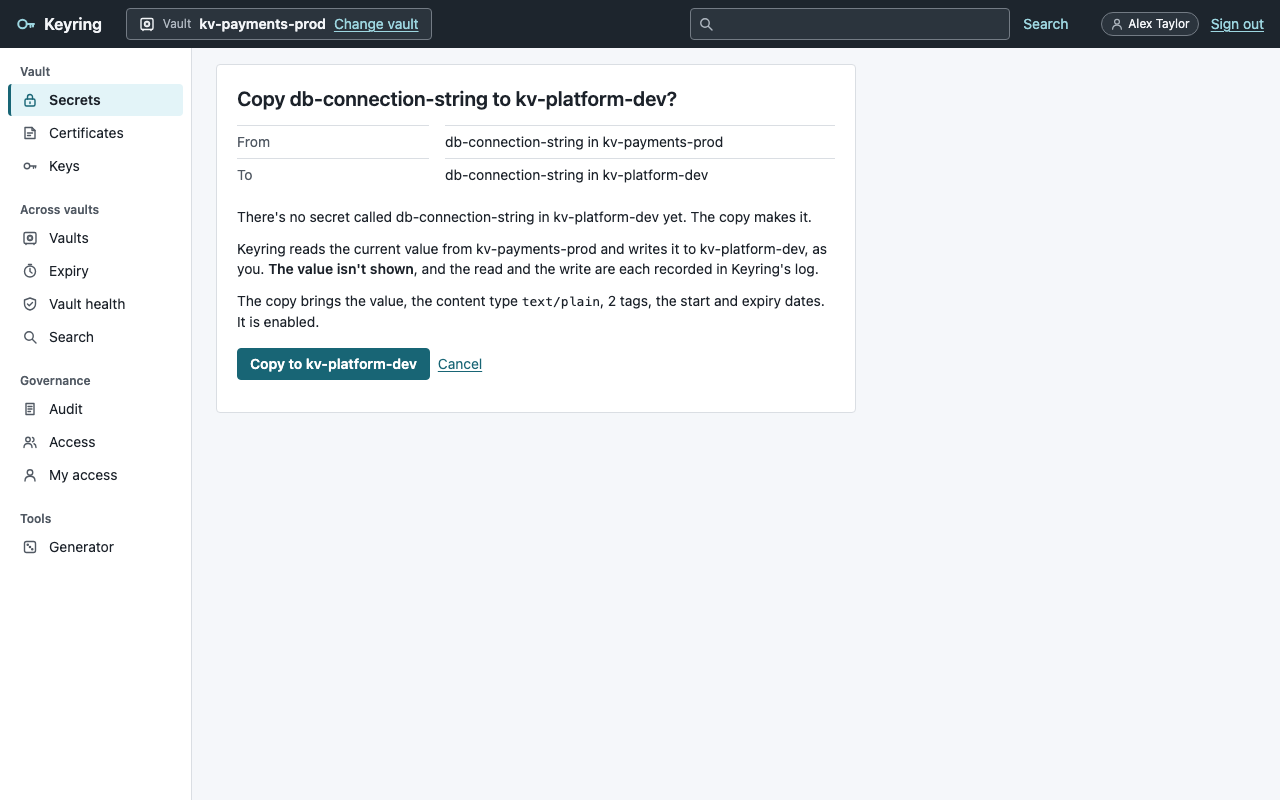 Keyring
Vault kv-payments-prod Change vault
Search
Alex Taylor
Sign out
Vault
Secrets
Certificates
Keys
Across vaults
Vaults
Expiry
Vault health
Search
Governance
Audit
Access
My access
Tools
Generator
Copy db-connection-string to kv-platform-dev?
From db-connection-string in kv-payments-prod
To db-connection-string in kv-platform-dev
There's no secret called db-connection-string in kv-platform-dev yet. The copy makes it.
Keyring reads the current value from kv-payments-prod and writes it to kv-platform-dev, as
you. The value isn't shown, and the read and the write are each recorded in Keyring's log.
The copy brings the value, the content type text/plain, 2 tags, the start and expiry dates.
It is enabled.
Copy to kv-platform-dev Cancel